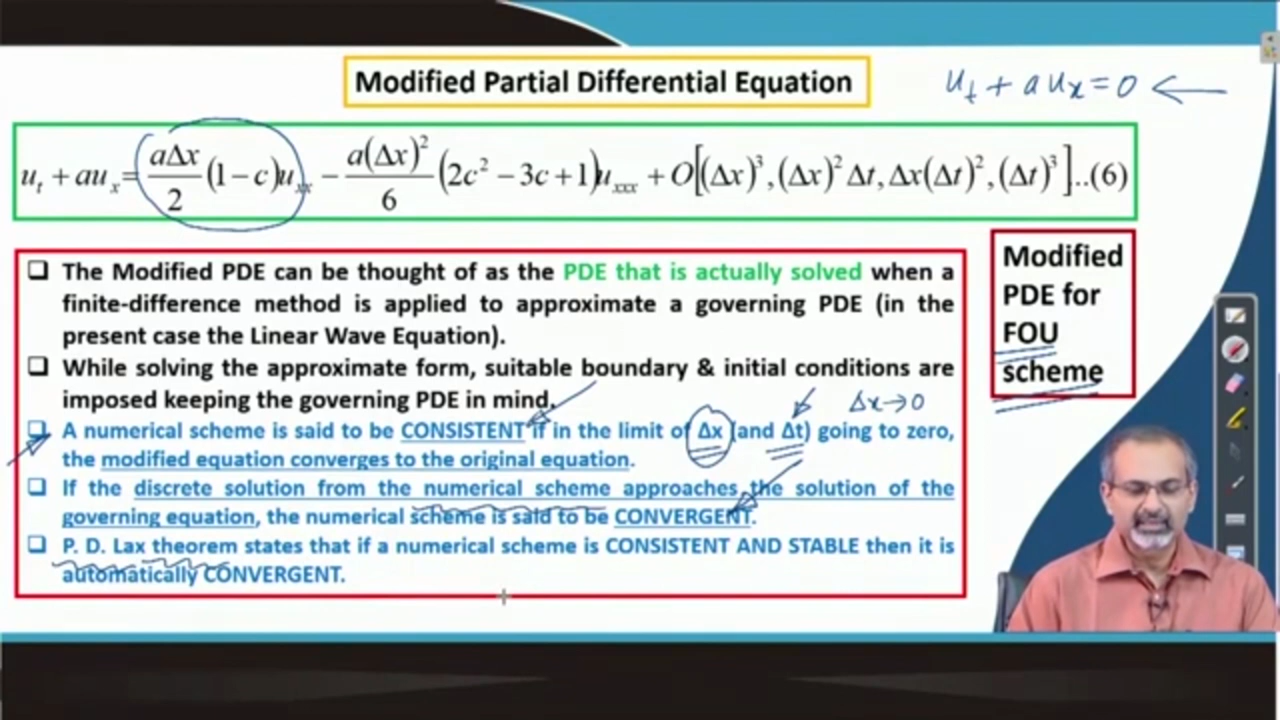 Modified Partial Differential Equation
u_t + a u_x = 0 ←
u_t + au_x = aΔx/2 (1 − c)u_xx − a(Δx)²/6 (2c² − 3c + 1)u_xxx + O[(Δx)³, (Δx)² Δt, Δx(Δt)², (Δt)³]..(6)
❑ The Modified PDE can be thought of as the PDE that is actually solved when a
finite-difference method is applied to approximate a governing PDE (in the
present case the Linear Wave Equation).
❑ While solving the approximate form, suitable boundary & initial conditions are
imposed keeping the governing PDE in mind.
Δx→0
❑ A numerical scheme is said to be CONSISTENT if in the limit of Δx (and Δt) going to zero,
the modified equation converges to the original equation.
❑ If the discrete solution from the numerical scheme approaches the solution of the
governing equation, the numerical scheme is said to be CONVERGENT.
❑ P. D. Lax theorem states that if a numerical scheme is CONSISTENT AND STABLE then it is
automatically CONVERGENT.
Modified
PDE for
FOU
scheme